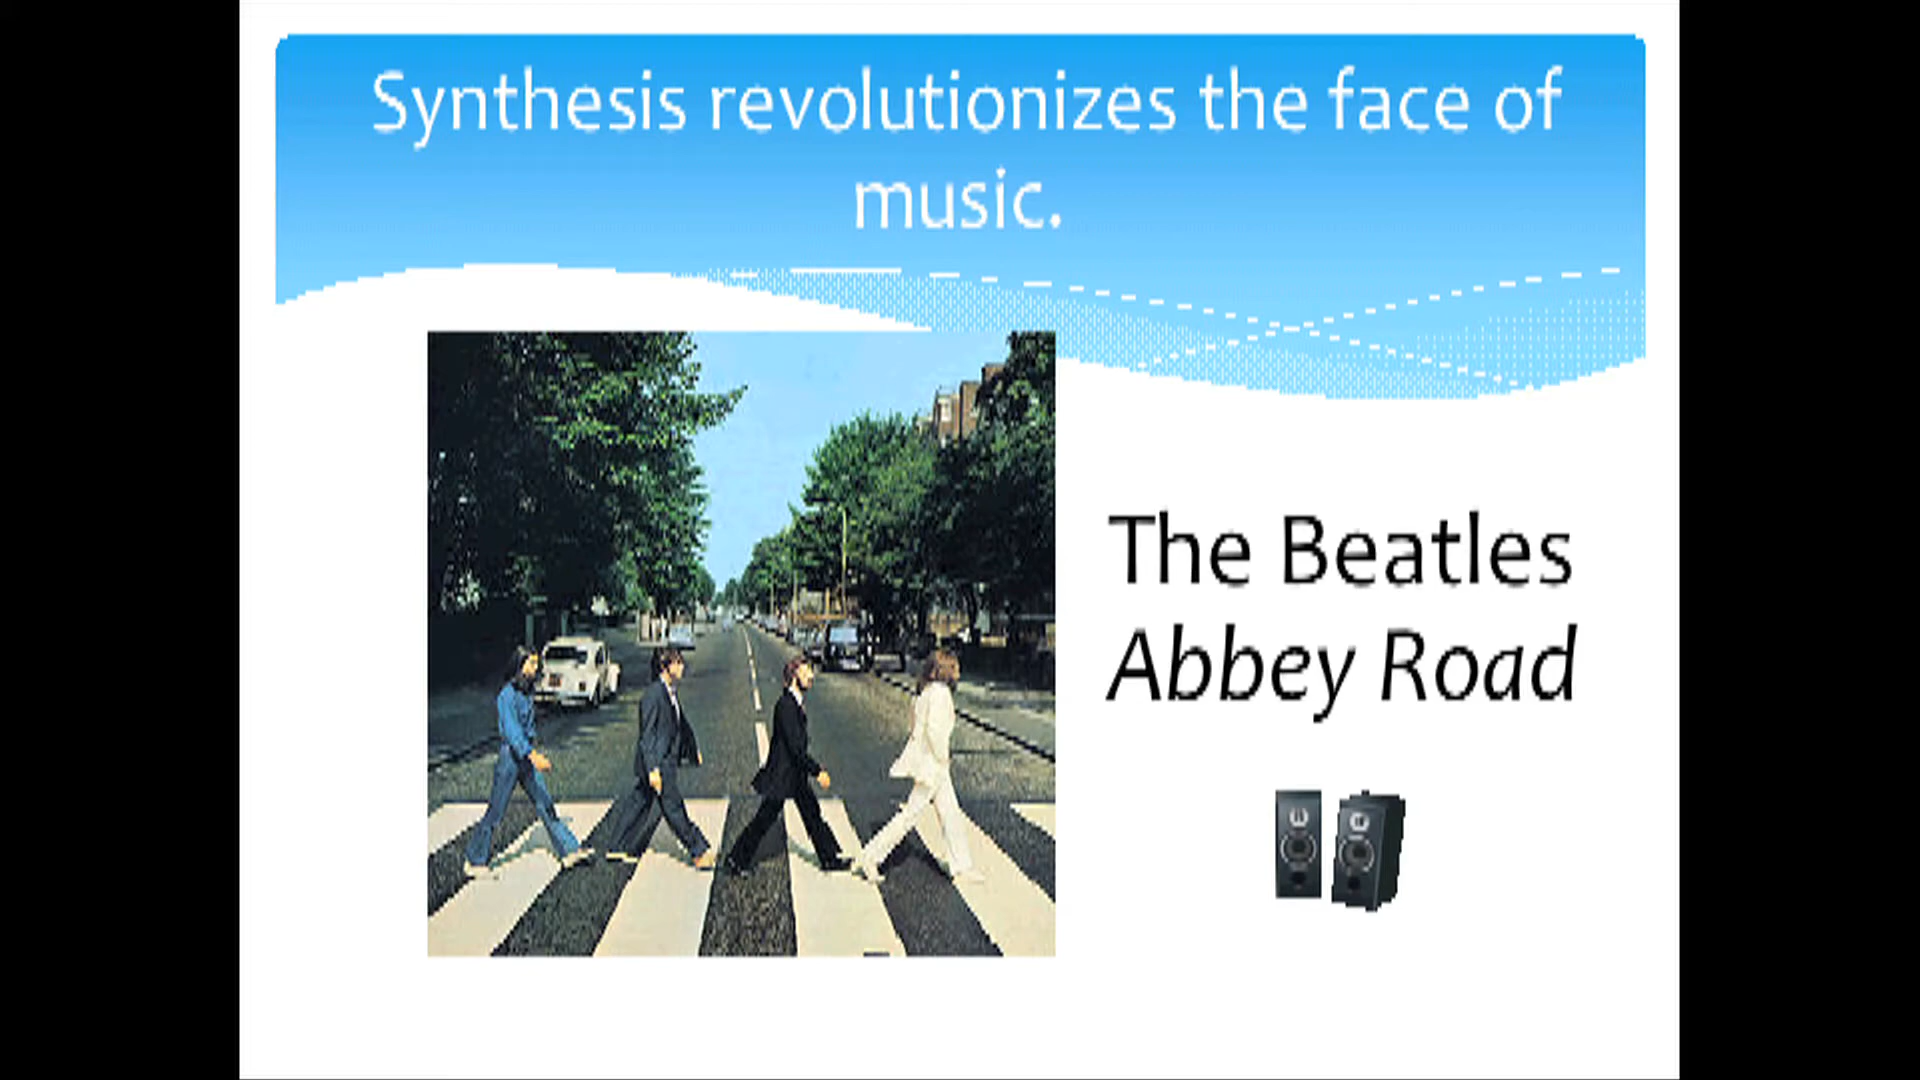 Synthesis revolutionizes the face of
music.
The Beatles
Abbey Road